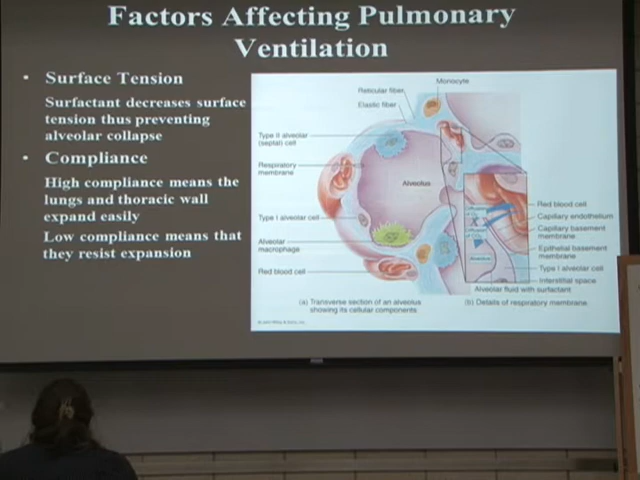 Factors Affecting Pulmonary
Ventilation
• Surface Tension
Surfactant decreases surface
tension thus preventing
alveolar collapse
• Compliance
High compliance means the
lungs and thoracic wall
expand easily
Low compliance means that
they resist expansion
Monocyte
Reticular fiber
Elastic fiber
Type II alveolar
(septal) cell
Respiratory
membrane
Alveolus
Type I alveolar cell
Alveolar
macrophage
Red blood cell
Red blood cell
Capillary endothelium
Capillary basement
membrane
Epithelial basement
membrane
Type I alveolar cell
Interstitial space
Alveolar fluid with surfactant
(a) Transverse section of an alveolus
showing its cellular components
(b) Details of respiratory membrane